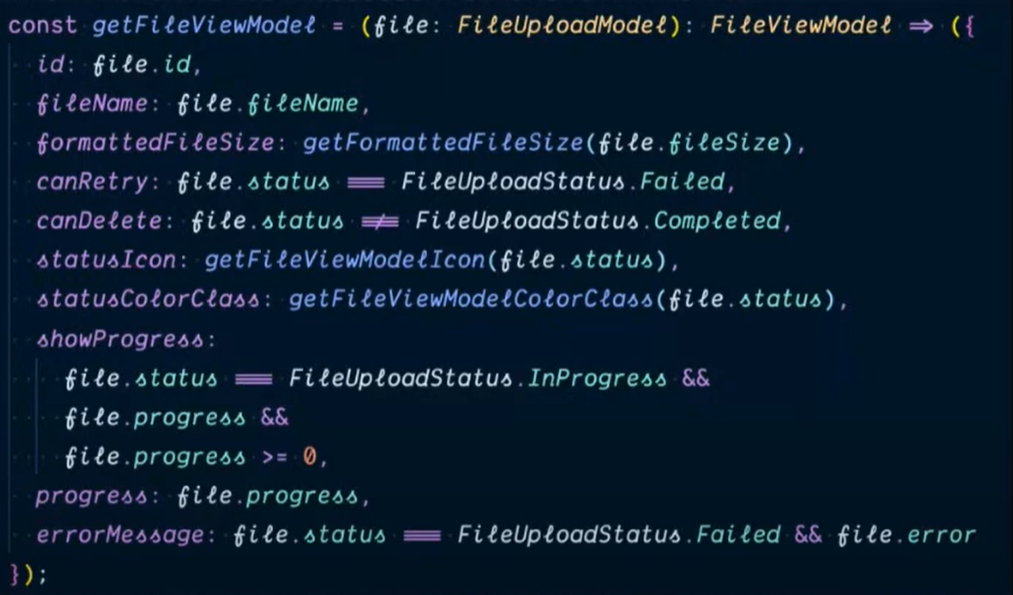 const getFileViewModel = (file: FileUploadModel): FileViewModel => ({
id: file.id,
fileName: file.fileName,
formattedFileSize: getFormattedFileSize(file.fileSize),
canRetry: file.status === FileUploadStatus.Failed,
canDelete: file.status !== FileUploadStatus.Completed,
statusIcon: getFileViewModelIcon(file.status),
statusColorClass: getFileViewModelColorClass(file.status),
showProgress:
file.status === FileUploadStatus.InProgress &&
file.progress &&
file.progress >= 0,
progress: file.progress,
errorMessage: file.status === FileUploadStatus.Failed && file.error
});